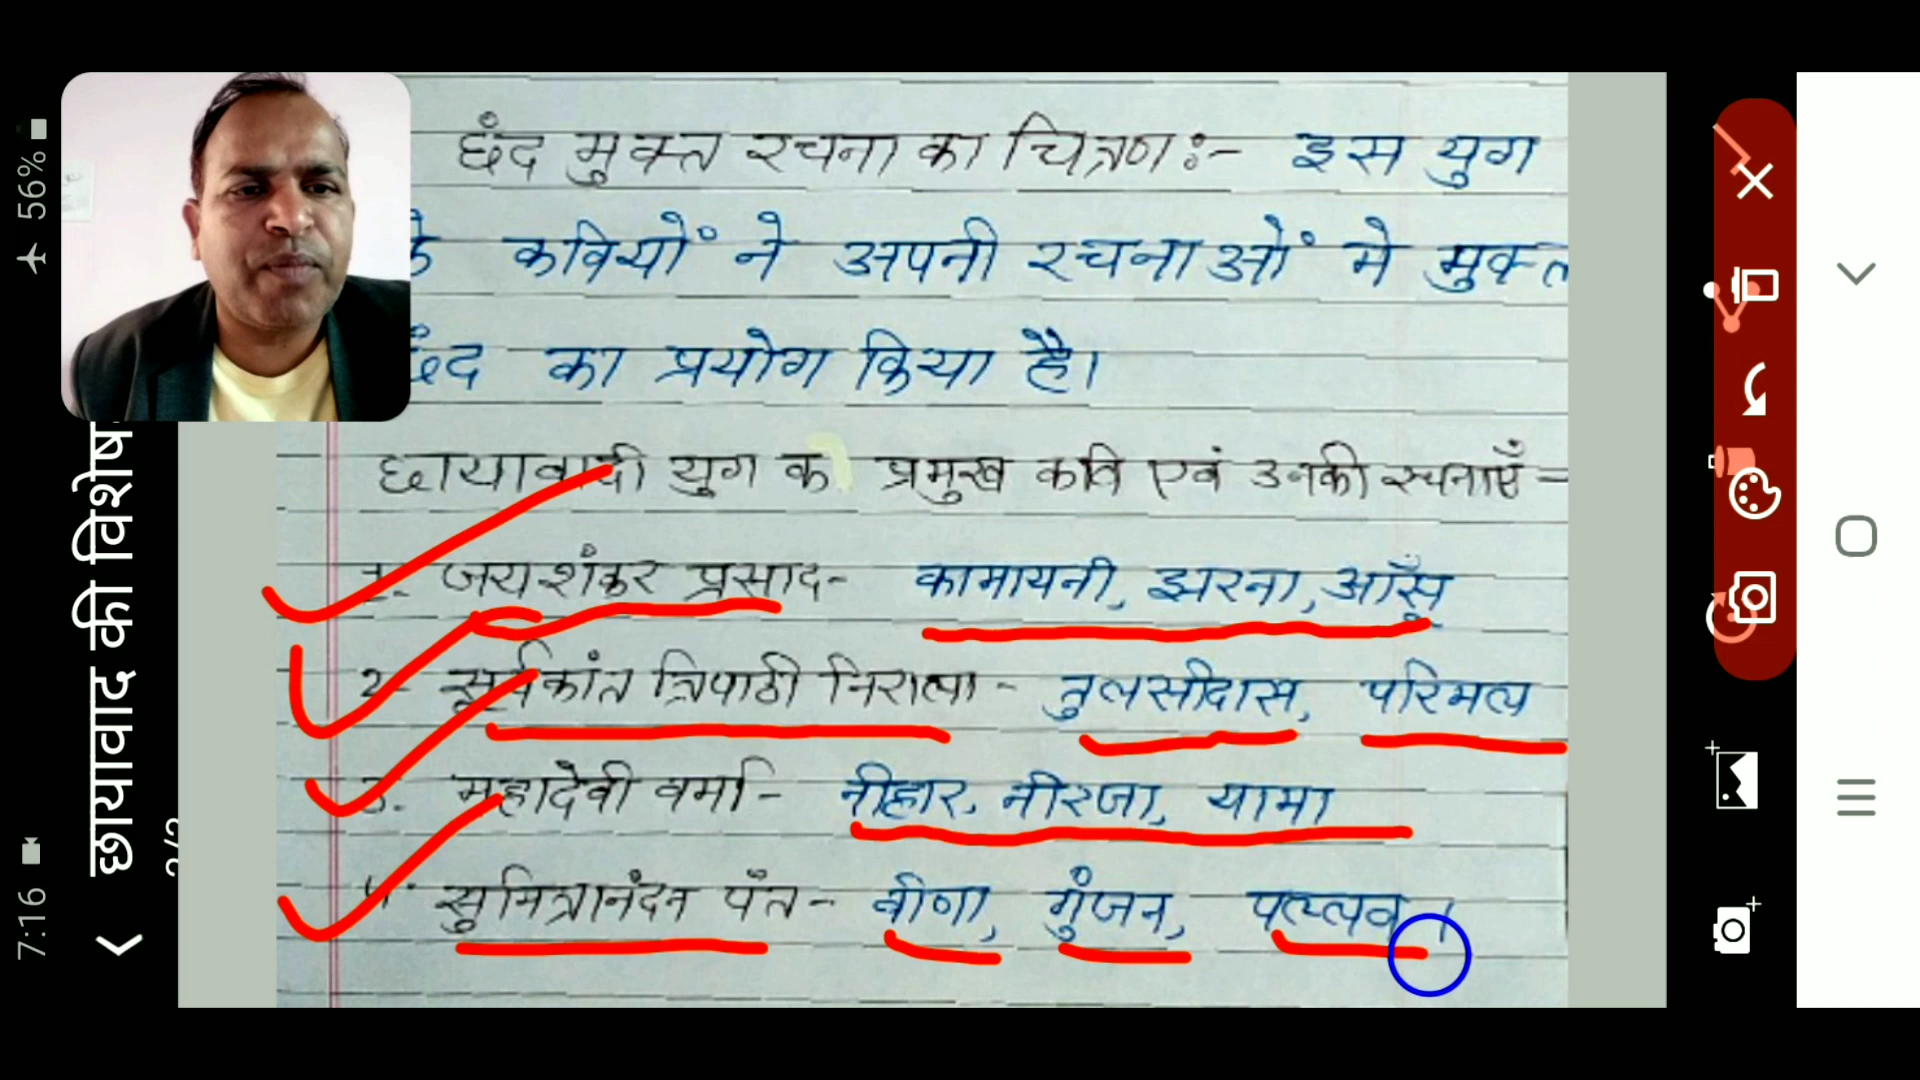 7:16
56%
छायावाद की विशेष
छंद मुक्त रचना का चित्रण:- इस युग
के कवियों ने अपनी रचनाओं मे मुक्त
छंद का प्रयोग किया है।
छायावादी युग क प्रमुख कवि एवं उनकी रचनाएँ -
1. जयशंकर प्रसाद- कामायनी, झरना, आँसू
2- सूर्यकांत त्रिपाठी निराला - तुलसीदास, परिमल
3. महादेवी वर्मा - नीहार, नीरजा, यामा
4. सुमित्रानंदन पंत- वीणा, गुंजन, पल्लव।